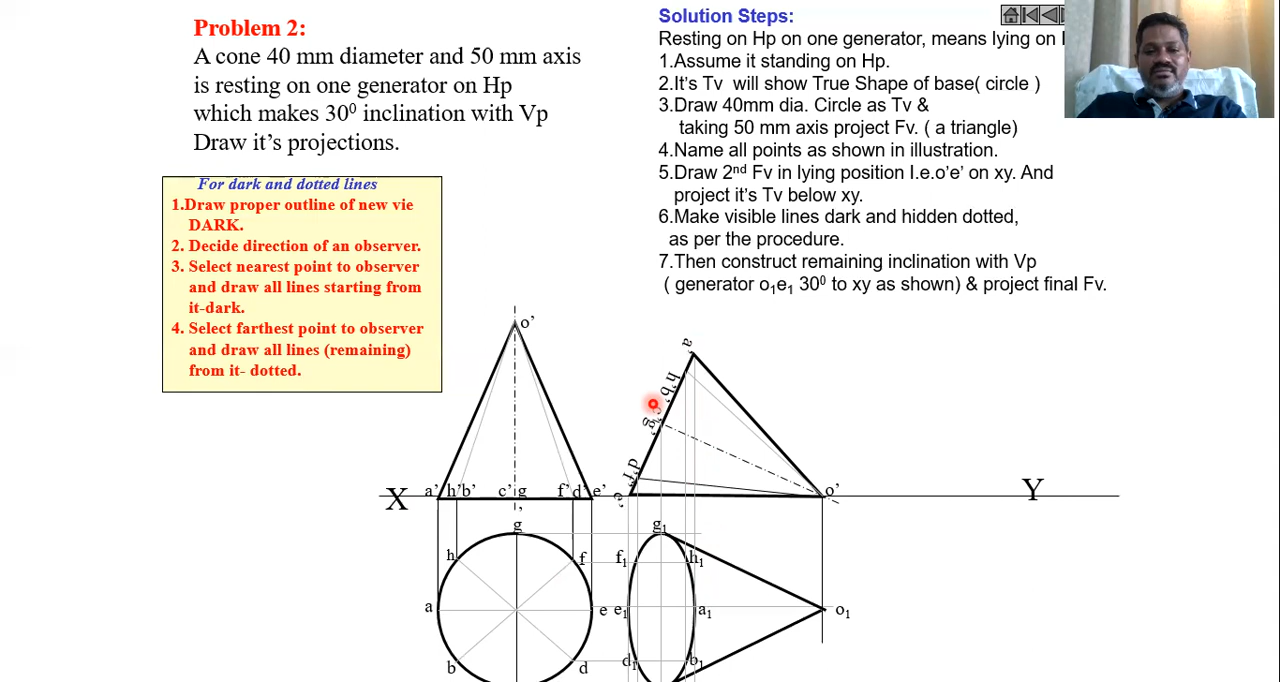 Problem 2:
A cone 40 mm diameter and 50 mm axis
is resting on one generator on Hp
which makes 30⁰ inclination with Vp
Draw it’s projections.
For dark and dotted lines
1.Draw proper outline of new vie
DARK.
2. Decide direction of an observer.
3. Select nearest point to observer
and draw all lines starting from
it-dark.
4. Select farthest point to observer
and draw all lines (remaining)
from it- dotted.
Solution Steps:
Resting on Hp on one generator, means lying on
1.Assume it standing on Hp.
2.It’s Tv will show True Shape of base( circle )
3.Draw 40mm dia. Circle as Tv &
taking 50 mm axis project Fv. ( a triangle)
4.Name all points as shown in illustration.
5.Draw 2nd Fv in lying position I.e.o’e’ on xy. And
project it’s Tv below xy.
6.Make visible lines dark and hidden dotted,
as per the procedure.
7.Then construct remaining inclination with Vp
( generator o₁e₁ 30⁰ to xy as shown) & project final Fv.
o’
a’
h’b’
c’
g’
d’
f’
e’
o’
X
a’
h’b’
c’
g
’
f’d’
e’
Y
g
g₁
h
f
f₁
h₁
a
e
e₁
a₁
o₁
b
d
d₁
b₁